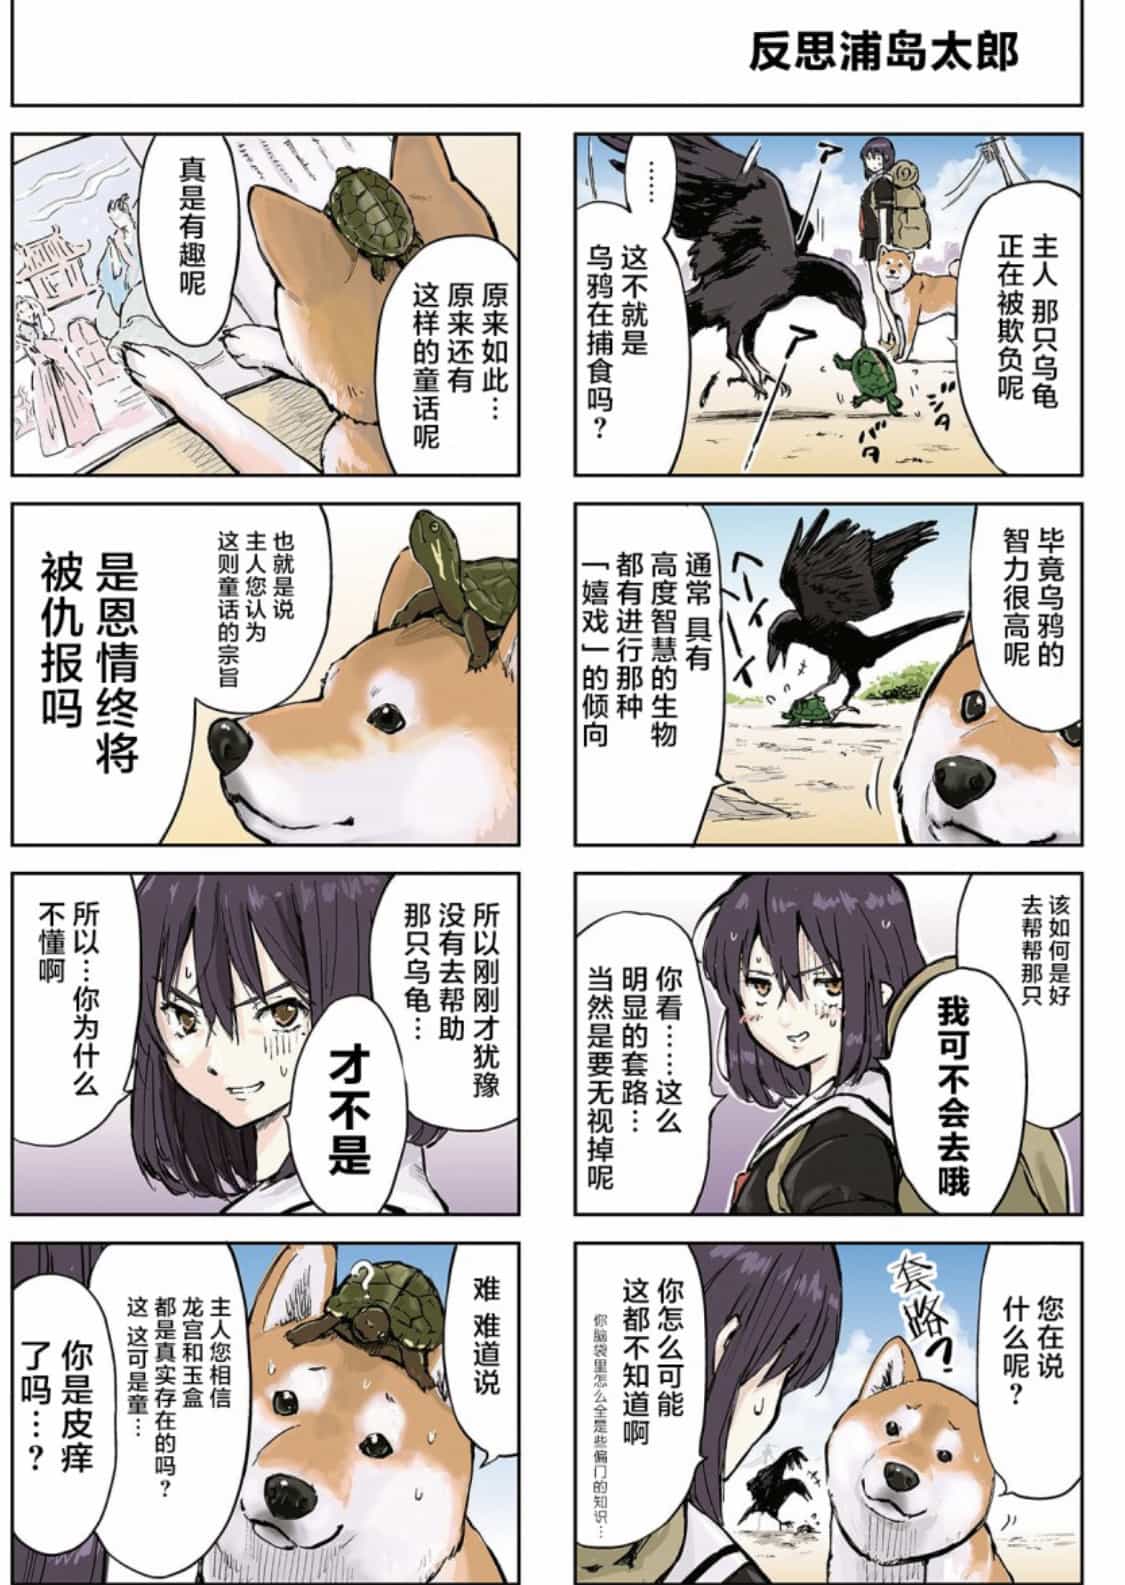 反思浦岛太郎
主人 那只乌龟
正在被欺负呢
ア
ア
ジタ
バタ
……
这不就是
乌鸦在捕食吗？
毕竟乌鸦的
智力很高呢
通常 具有
高度智慧的生物
都有进行那种
「嬉戏」的倾向
该如何是好
去帮帮那只
我可不会去哦
你看……这么
明显的套路…
当然是要无视掉呢
您在说
什么呢？
套路？
你怎么可能
这都不知道啊
你脑袋里怎么全是些偏门的知识…
原来如此…
原来还有
这样的童话呢
真是有趣呢
也就是说
主人您认为
这则童话的宗旨
是恩情终将
被仇报吗
所以刚刚才犹豫
没有去帮助
那只乌龟…
才不是
所以…你为什么
不懂啊
难 难道说
？
主人您相信
龙宫和玉盒
都是真实存在的吗？
这 这可是童…
你是皮痒
了吗…？